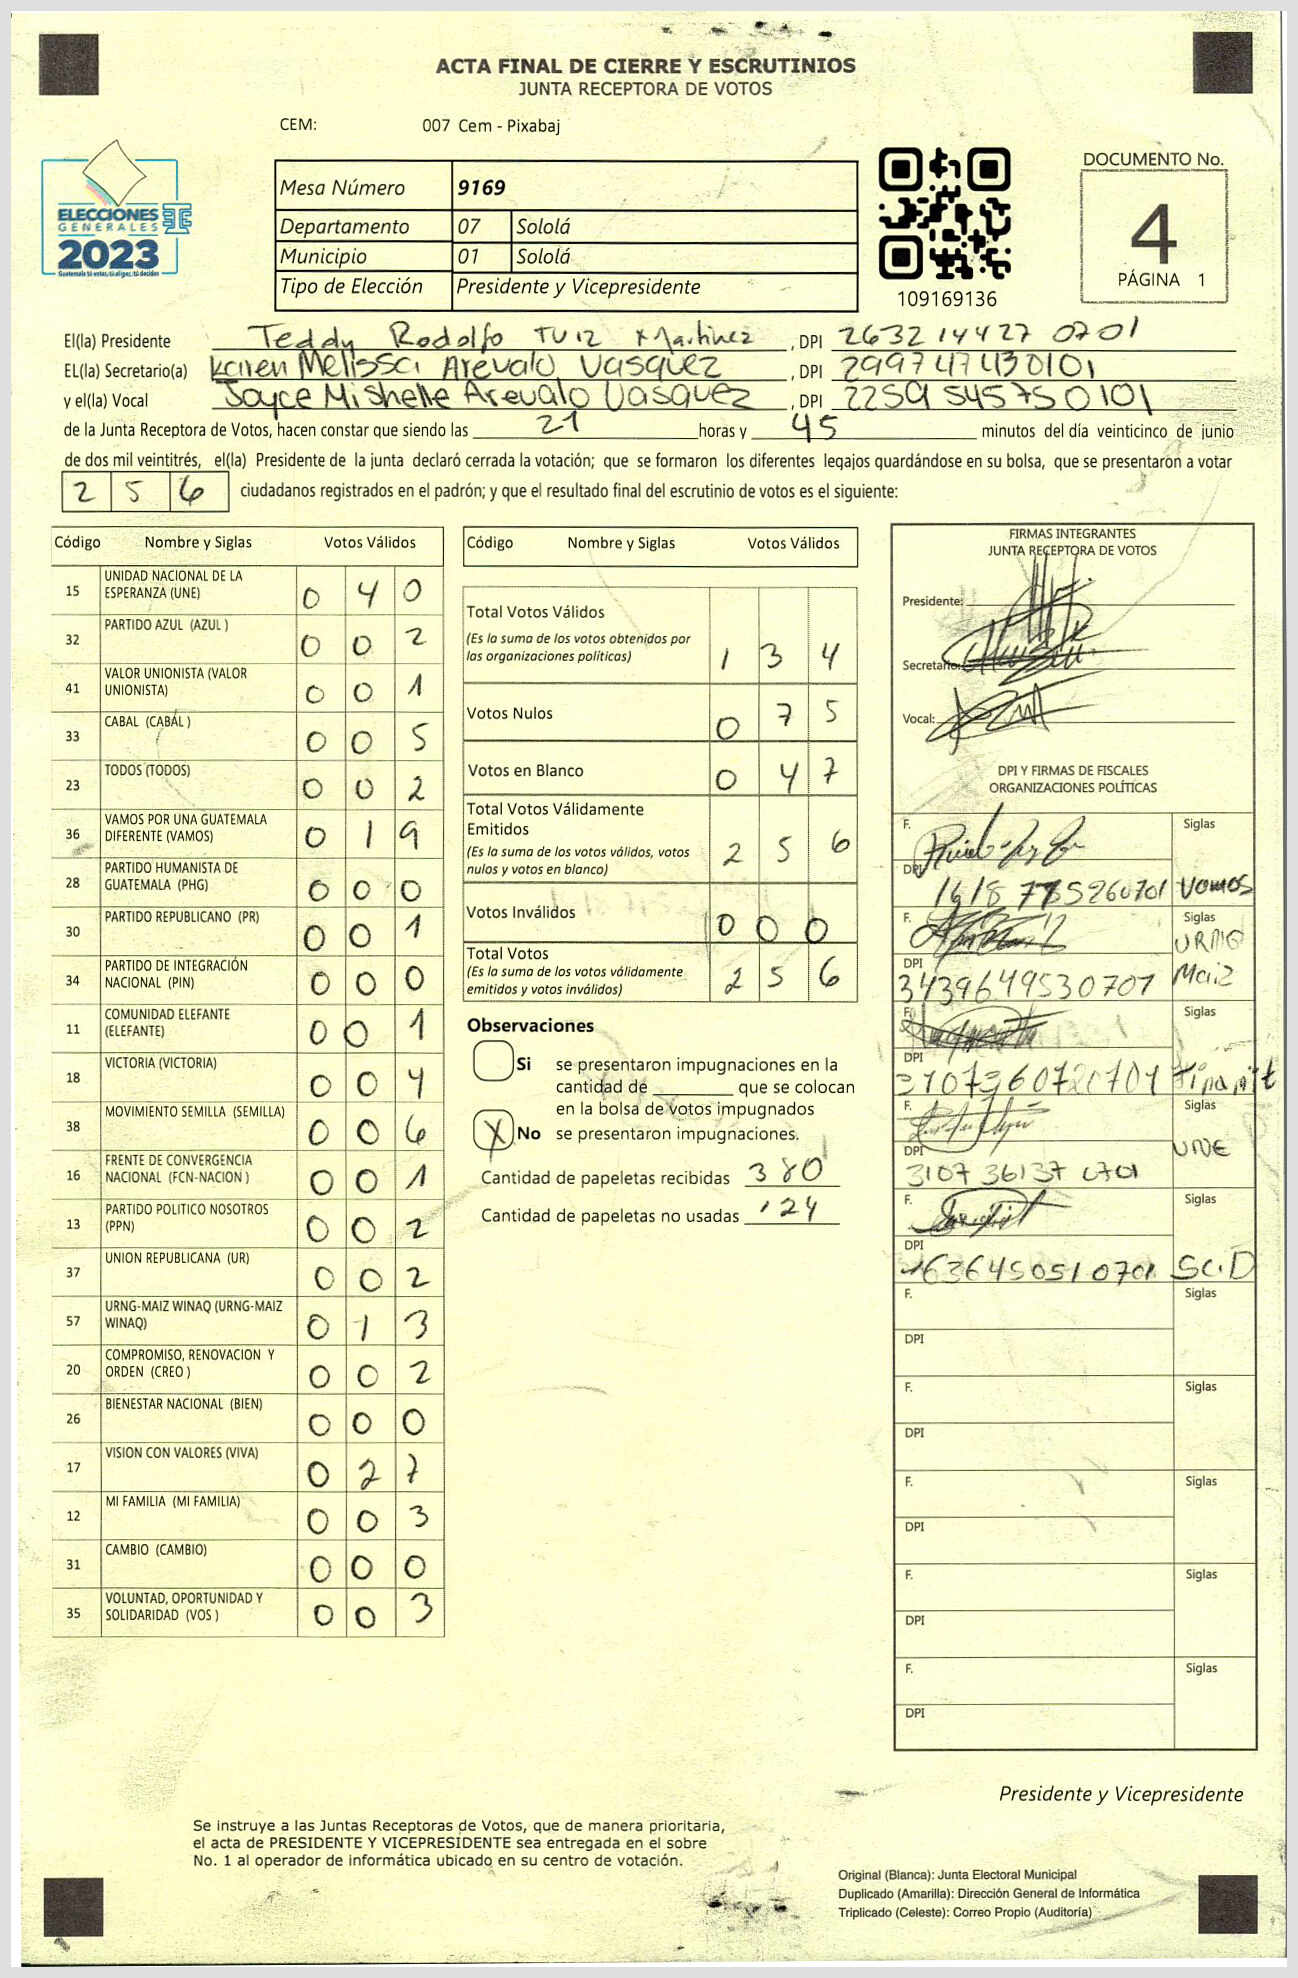 ACTA FINAL DE CIERRE Y ESCRUTINIOS
JUNTA RECEPTORA DE VOTOS
CEM: 007 Cem - Pixabaj
ELECCIONES
GENERALES
2023
Mesa Número 9169
Departamento 07 Sololá
Municipio 01 Sololá
Tipo de Elección Presidente y Vicepresidente
109169136
DOCUMENTO No.
4
PÁGINA 1
El(la) Presidente Teddy Rodolfo Tuiz Martinez, DPI 2632 14427 0701
EL(la) Secretario(a) Karen Melissa Arevalo Vasquez, DPI 2997474130101
y el(la) Vocal Joyce Mishelle Arevalo Vasquez, DPI 2259 545750101
de la Junta Receptora de Votos, hacen constar que siendo las 21 horas y 45 minutos del día veinticinco de junio
de dos mil veintitrés, el(la) Presidente de la junta declaró cerrada la votación; que se formaron los diferentes legajos guardándose en su bolsa, que se presentaron a votar
2 5 6 ciudadanos registrados en el padrón; y que el resultado final del escrutinio de votos es el siguiente:
Código Nombre y Siglas Votos Válidos
15 UNIDAD NACIONAL DE LA ESPERANZA (UNE) 0 4 0
32 PARTIDO AZUL (AZUL ) 0 0 2
41 VALOR UNIONISTA (VALOR UNIONISTA) 0 0 1
33 CABAL (CABAL ) 0 0 5
23 TODOS (TODOS) 0 0 2
36 VAMOS POR UNA GUATEMALA DIFERENTE (VAMOS) 0 1 9
28 PARTIDO HUMANISTA DE GUATEMALA (PHG) 0 0 0
30 PARTIDO REPUBLICANO (PR) 0 0 1
34 PARTIDO DE INTEGRACIÓN NACIONAL (PIN) 0 0 0
11 COMUNIDAD ELEFANTE (ELEFANTE) 0 0 1
18 VICTORIA (VICTORIA) 0 0 4
38 MOVIMIENTO SEMILLA (SEMILLA) 0 0 6
16 FRENTE DE CONVERGENCIA NACIONAL (FCN-NACION ) 0 0 1
13 PARTIDO POLITICO NOSOTROS (PPN) 0 0 2
37 UNION REPUBLICANA (UR) 0 0 2
57 URNG-MAIZ WINAQ (URNG-MAIZ WINAQ) 0 1 3
20 COMPROMISO, RENOVACION Y ORDEN (CREO ) 0 0 2
26 BIENESTAR NACIONAL (BIEN) 0 0 0
17 VISION CON VALORES (VIVA) 0 2 7
12 MI FAMILIA (MI FAMILIA) 0 0 3
31 CAMBIO (CAMBIO) 0 0 0
35 VOLUNTAD, OPORTUNIDAD Y SOLIDARIDAD (VOS ) 0 0 3
Código Nombre y Siglas Votos Válidos
Total Votos Válidos 1 3 4
(Es la suma de los votos obtenidos por
las organizaciones políticas)
Votos Nulos 0 7 5
Votos en Blanco 0 4 7
Total Votos Válidamente
Emitidos 2 5 6
(Es la suma de los votos válidos, votos
nulos y votos en blanco)
Votos Inválidos 0 0 0
Total Votos 2 5 6
(Es la suma de los votos válidamente
emitidos y votos inválidos)
Observaciones
Si se presentaron impugnaciones en la
cantidad de ________ que se colocan
en la bolsa de votos impugnados
X No se presentaron impugnaciones.
Cantidad de papeletas recibidas 380
Cantidad de papeletas no usadas 124
FIRMAS INTEGRANTES
JUNTA RECEPTORA DE VOTOS
Presidente:
Secretario:
Vocal:
DPI Y FIRMAS DE FISCALES
ORGANIZACIONES POLÍTICAS
F. Siglas
DPI 1618 775260701 VAMOS
F. Siglas
URNG
DPI 3439649530701 Maiz
F. Siglas
DPI 3107360720701
F. Siglas
DPI 3107 36137 0701 UNE
F. Siglas
DPI 1636450510701
F. Siglas
DPI
F. Siglas
DPI
F. Siglas
DPI
F. Siglas
DPI
F. Siglas
DPI
Presidente y Vicepresidente
Se instruye a las Juntas Receptoras de Votos, que de manera prioritaria,
el acta de PRESIDENTE Y VICEPRESIDENTE sea entregada en el sobre
No. 1 al operador de informática ubicado en su centro de votación.
Original (Blanca): Junta Electoral Municipal
Duplicado (Amarilla): Dirección General de Informática
Triplicado (Celeste): Correo Propio (Auditoría)